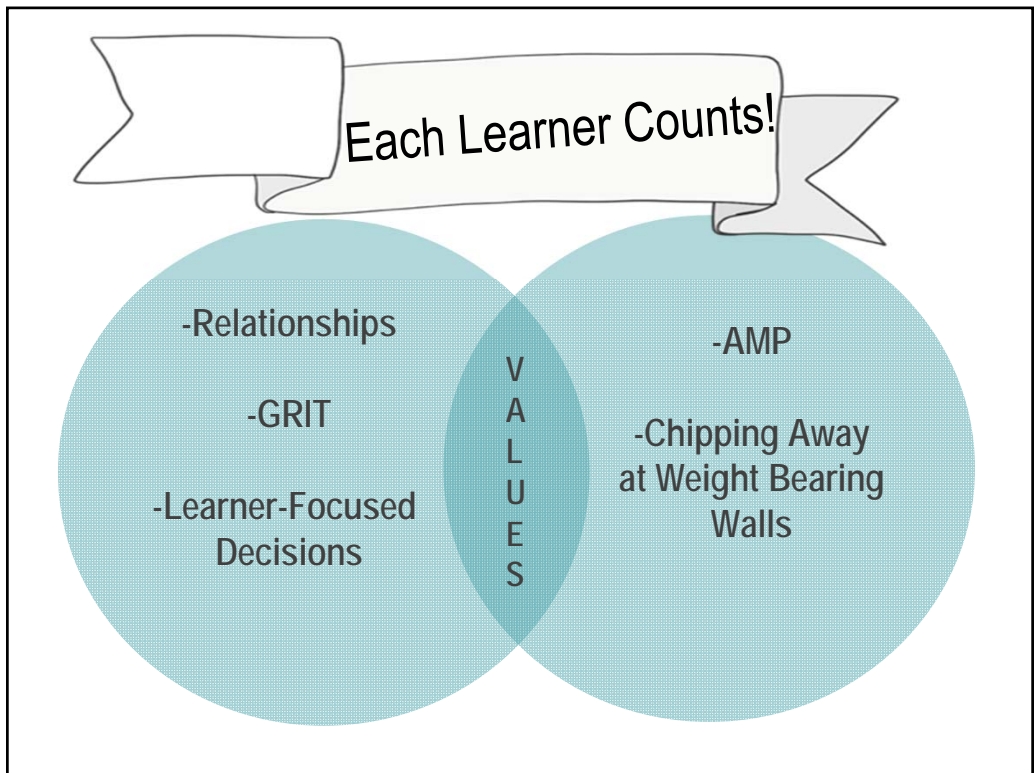 Each Learner Counts!
-Relationships
-GRIT
-Learner-Focused
Decisions
V
A
L
U
E
S
-AMP
-Chipping Away
at Weight Bearing
Walls